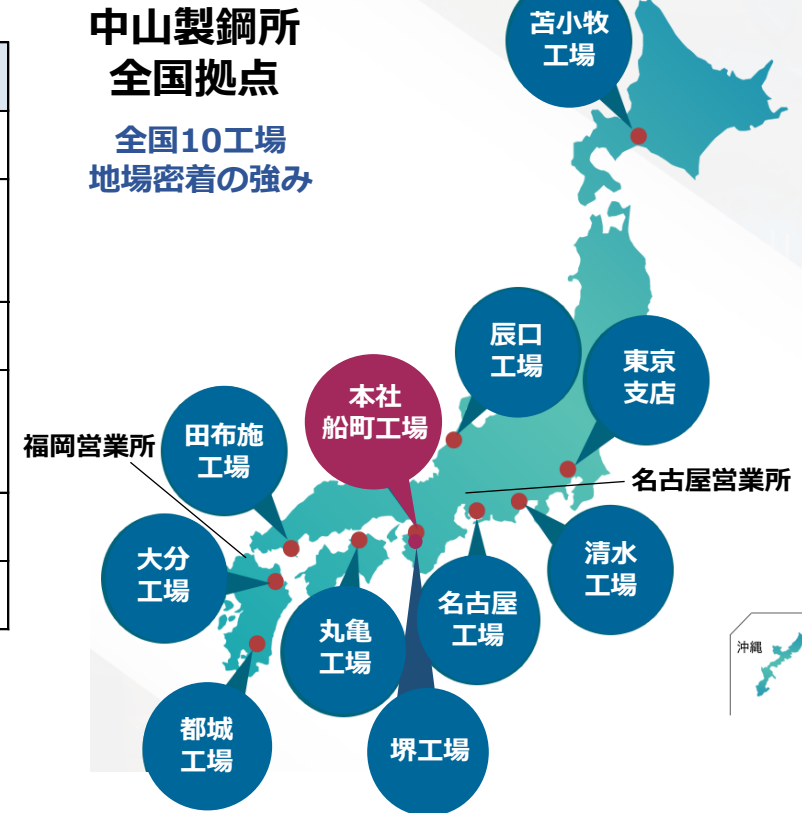 中山製鋼所
全国拠点
全国10工場
地場密着の強み
苫小牧
工場
辰口
工場
東京
支店
本社
船町工場
田布施
工場
福岡営業所
名古屋営業所
大分
工場
清水
工場
名古屋
工場
丸亀
工場
都城
工場
堺工場
沖縄